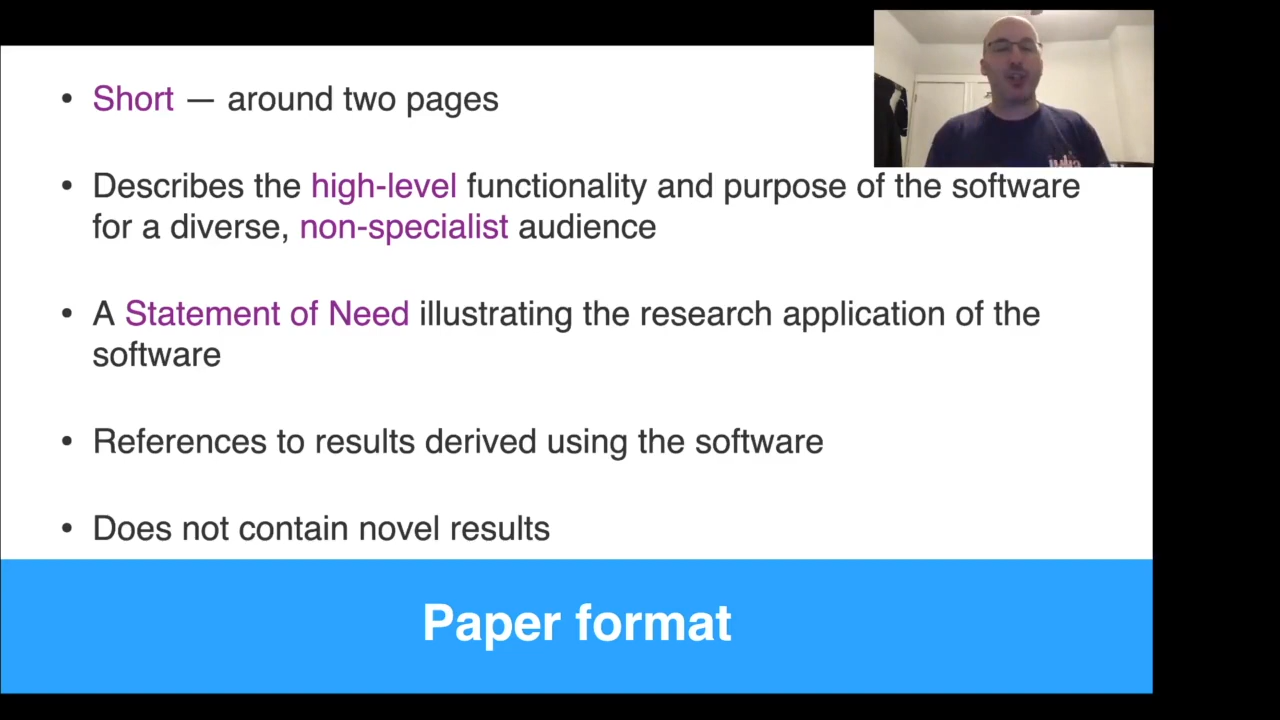 • Short — around two pages
• Describes the high-level functionality and purpose of the software
for a diverse, non-specialist audience
• A Statement of Need illustrating the research application of the
software
• References to results derived using the software
• Does not contain novel results
Paper format